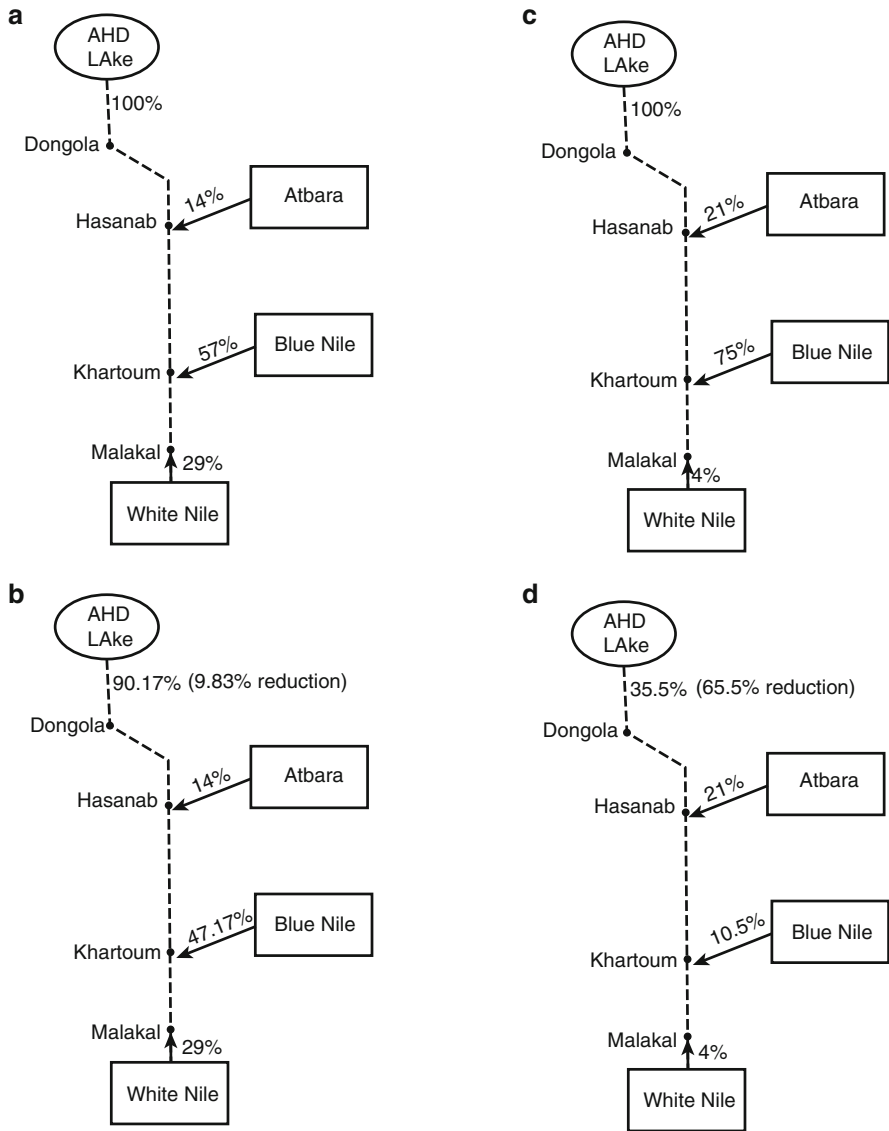 a
AHD
LAke
100%
Dongola
14%
Atbara
Hasanab
57%
Blue Nile
Khartoum
Malakal
29%
White Nile
c
AHD
LAke
100%
Dongola
21%
Atbara
Hasanab
75%
Blue Nile
Khartoum
Malakal
4%
White Nile
b
AHD
LAke
90.17% (9.83% reduction)
Dongola
14%
Atbara
Hasanab
47.17%
Blue Nile
Khartoum
Malakal
29%
White Nile
d
AHD
LAke
35.5% (65.5% reduction)
Dongola
21%
Atbara
Hasanab
10.5%
Blue Nile
Khartoum
Malakal
4%
White Nile